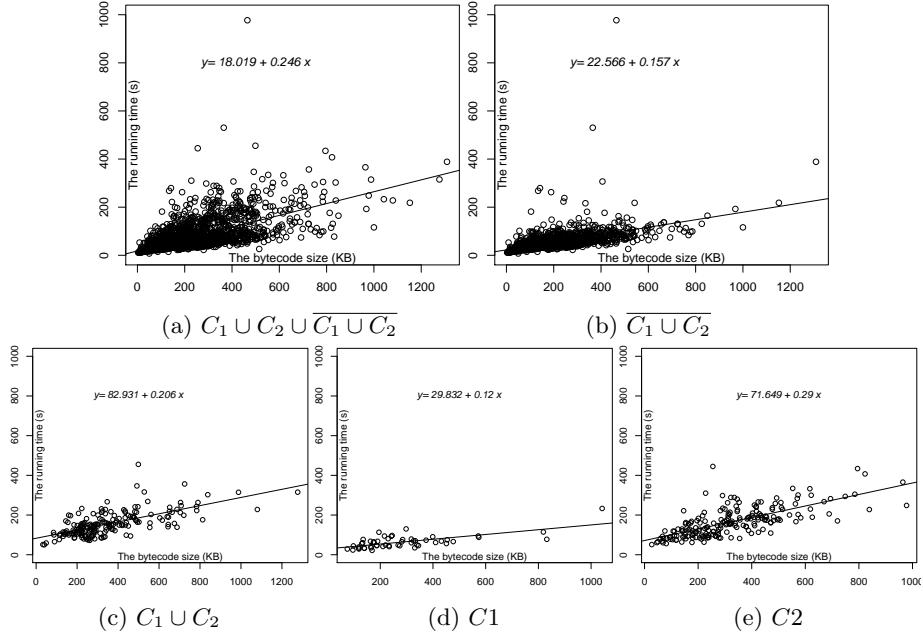 1000
800
600
400
200
0
The running time (s)
y= 18.019 + 0.246 x
The bytecode size (KB)
0 200 400 600 800 1000 1200
(a) C₁ ∪ C₂ ∪ \overline{C₁ ∪ C₂}
1000
800
600
400
200
0
The running time (s)
y= 22.566 + 0.157 x
The bytecode size (KB)
0 200 400 600 800 1000 1200
(b) \overline{C₁ ∪ C₂}
1000
800
600
400
200
0
The running time (s)
y= 82.931 + 0.206 x
The bytecode size (KB)
0 200 400 600 800 1000 1200
(c) C₁ ∪ C₂
1000
800
600
400
200
0
The running time (s)
y= 29.832 + 0.12 x
The bytecode size (KB)
200 400 600 800 1000
(d) C1
1000
800
600
400
200
0
The running time (s)
y= 71.649 + 0.29 x
The bytecode size (KB)
0 200 400 600 800 1000
(e) C2